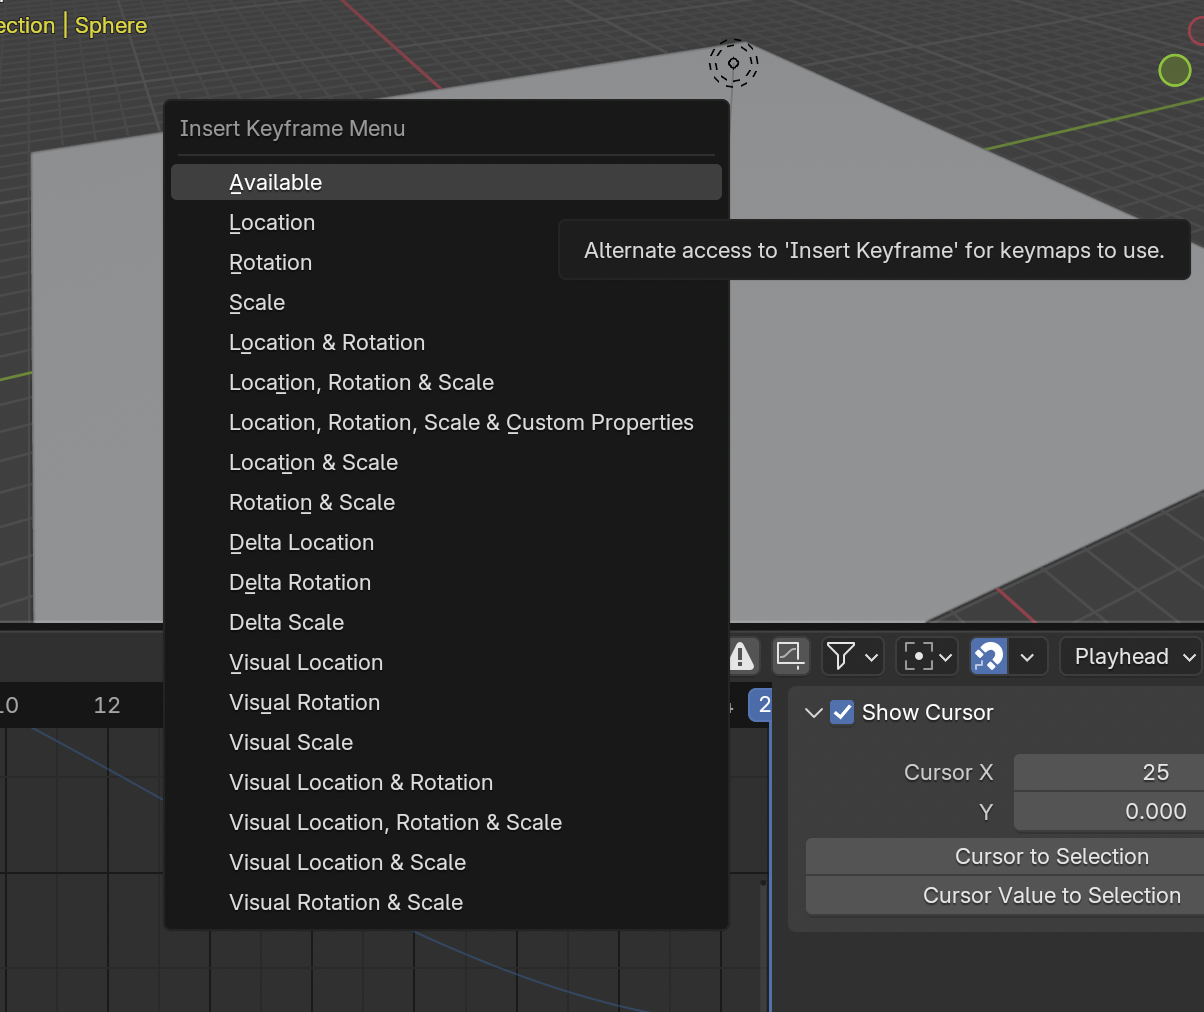 ection | Sphere
Insert Keyframe Menu
Available
Location
Alternate access to 'Insert Keyframe' for keymaps to use.
Rotation
Scale
Location & Rotation
Location, Rotation & Scale
Location, Rotation, Scale & Custom Properties
Location & Scale
Rotation & Scale
Delta Location
Delta Rotation
Delta Scale
Visual Location
Playhead
Visual Rotation
12
Show Cursor
Visual Scale
Cursor X 25
Visual Location & Rotation
Y 0.000
Visual Location, Rotation & Scale
Cursor to Selection
Visual Location & Scale
Cursor Value to Selection
Visual Rotation & Scale